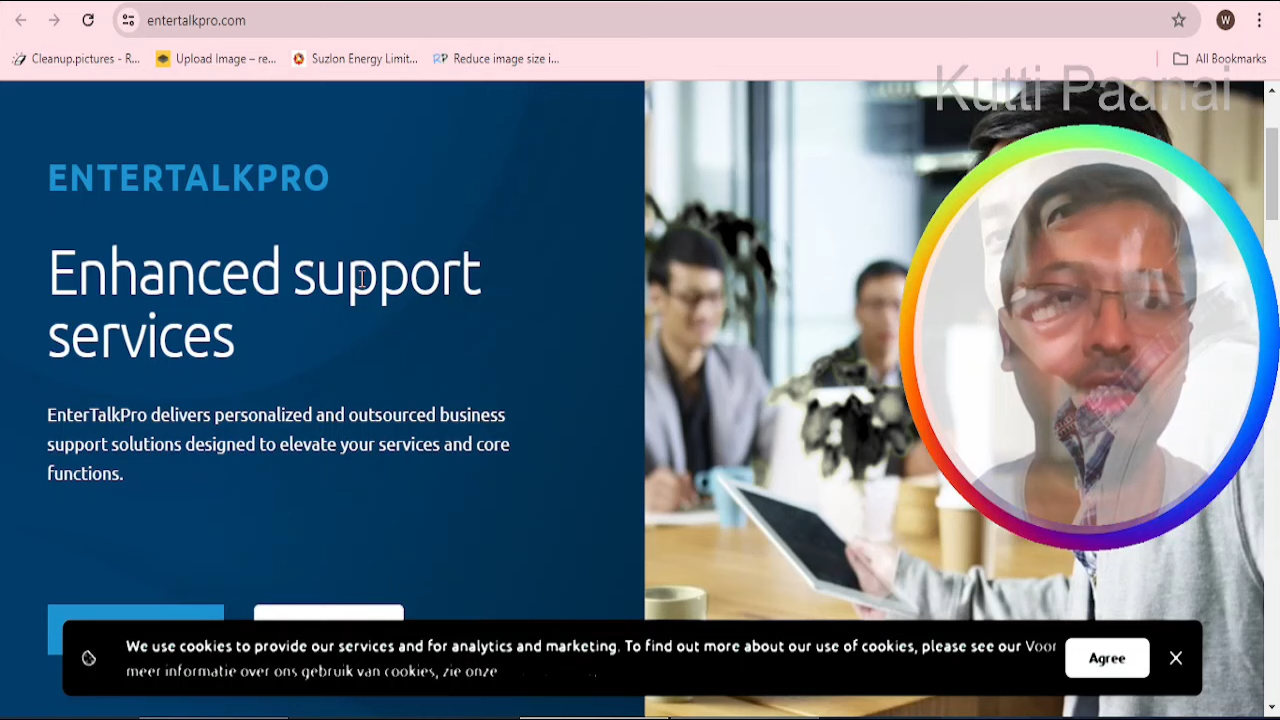 entertalkpro.com
W
Cleanup.pictures - R...
Upload Image – re...
Suzlon Energy Limit...
RP Reduce image size i...
All Bookmarks
Kutti Paanai
ENTERTALKPRO
Enhanced support
services
EnterTalkPro delivers personalized and outsourced business
support solutions designed to elevate your services and core
functions.
We use cookies to provide our services and for analytics and marketing. To find out more about our use of cookies, please see our Voor
meer informatie over ons gebruik van cookies, zie onze
Agree